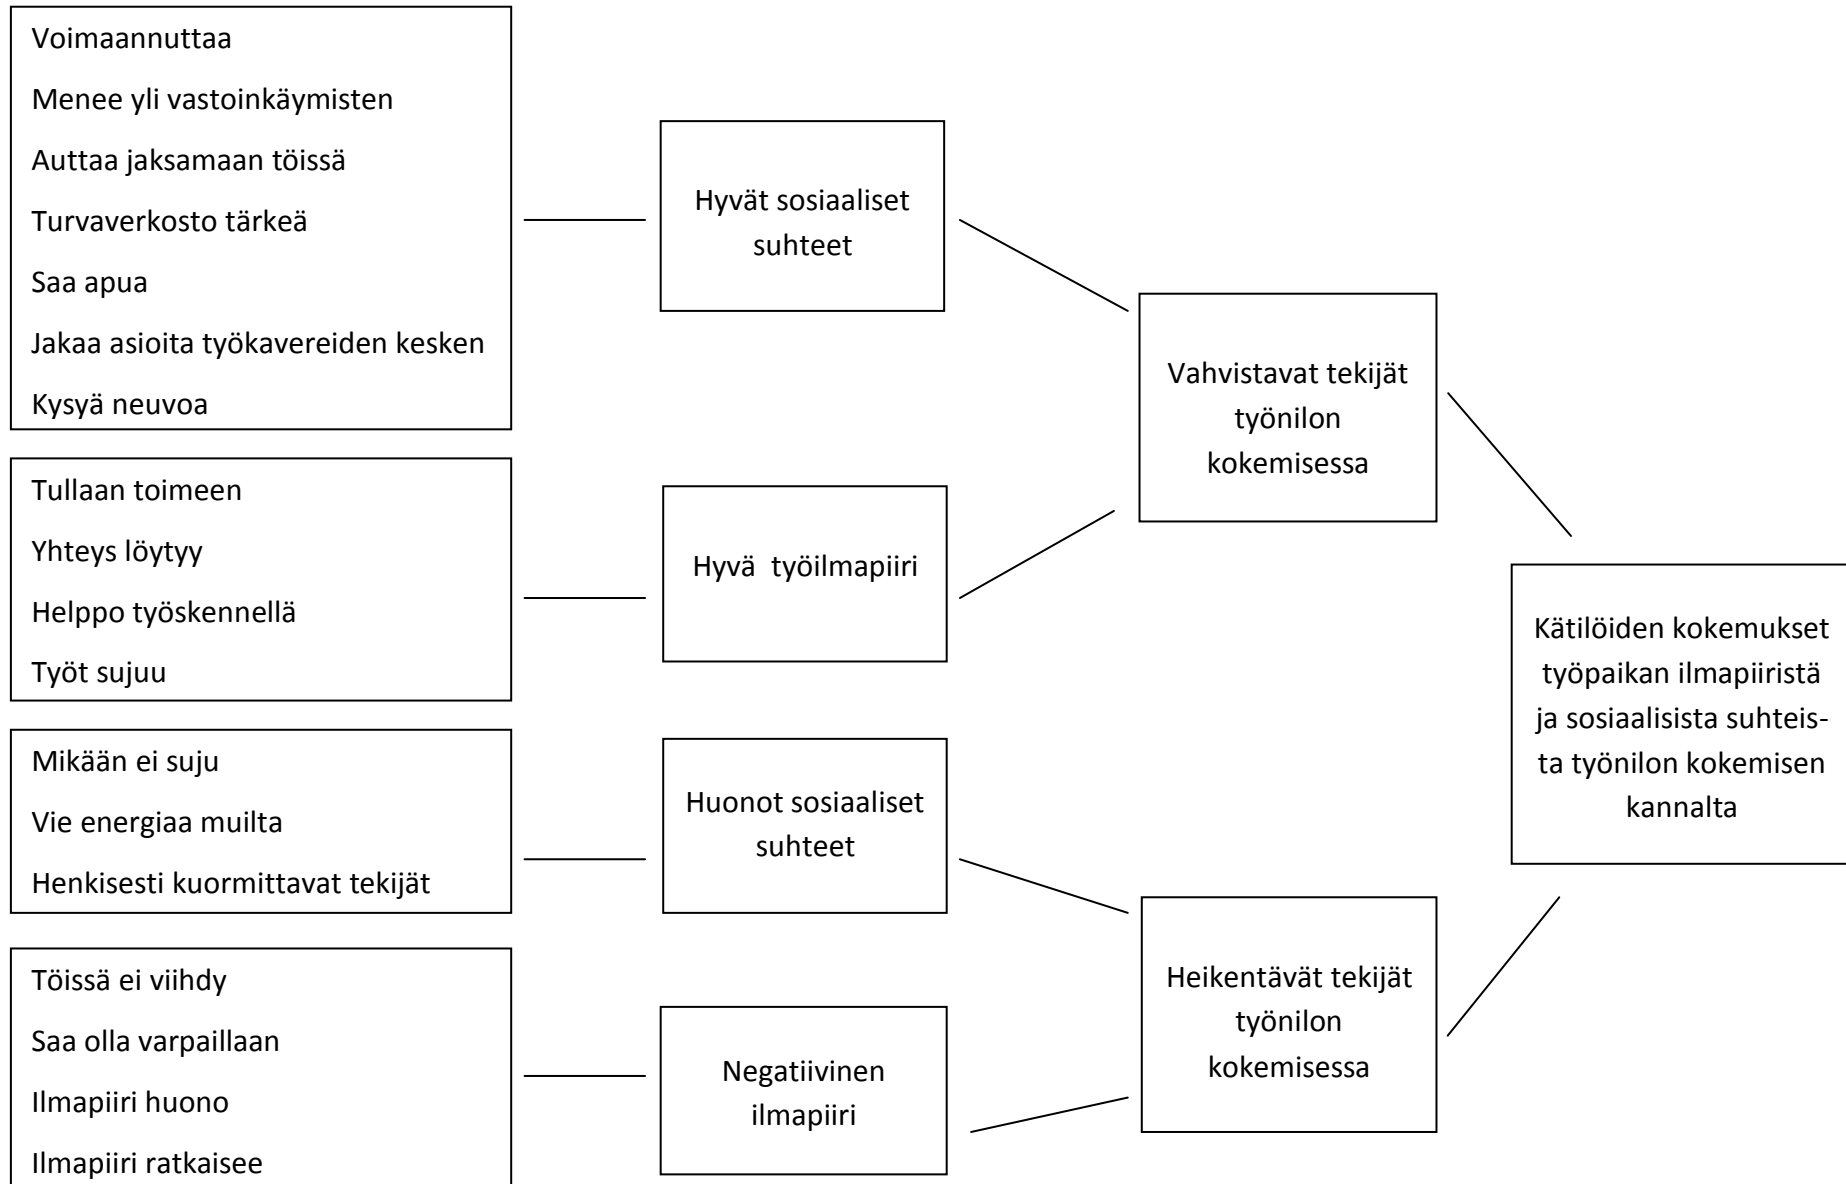 Voimaannuttaa
Menee yli vastoinkäymisten
Auttaa jaksamaan töissä
Turvaverkosto tärkeä
Saa apua
Jakaa asioita työkavereiden kesken
Kysyä neuvoa
Tullaan toimeen
Yhteys löytyy
Helppo työskennellä
Työt sujuu
Mikään ei suju
Vie energiaa muilta
Henkisesti kuormittavat tekijät
Töissä ei viihdy
Saa olla varpaillaan
Ilmapiiri huono
Ilmapiiri ratkaisee
Hyvät sosiaaliset
suhteet
Hyvä  työilmapiiri
Huonot sosiaaliset
suhteet
Negatiivinen
ilmapiiri
Vahvistavat tekijät
työnilon
kokemisessa
Heikentävät tekijät
työnilon
kokemisessa
Kätilöiden kokemukset
työpaikan ilmapiiristä
ja sosiaalisista suhteis-
ta työnilon kokemisen
kannalta